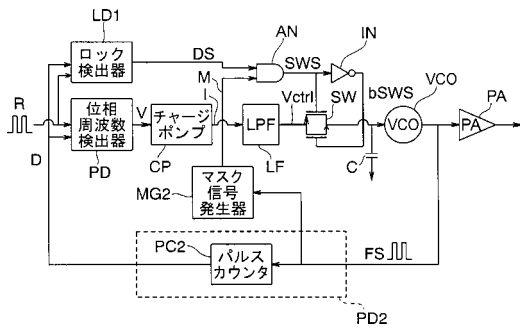 LD1
ロック
検出器
DS
AN
SWS
IN
M
I
R
位相
周波数
検出器
V
チャージ
ポンプ
LPF
Vctrl
SW
bSWS
VCO
VCO
PA
PA
D
PD
CP
LF
C
MG2
マスク
信号
発生器
PC2
パルス
カウンタ
FS
PD2